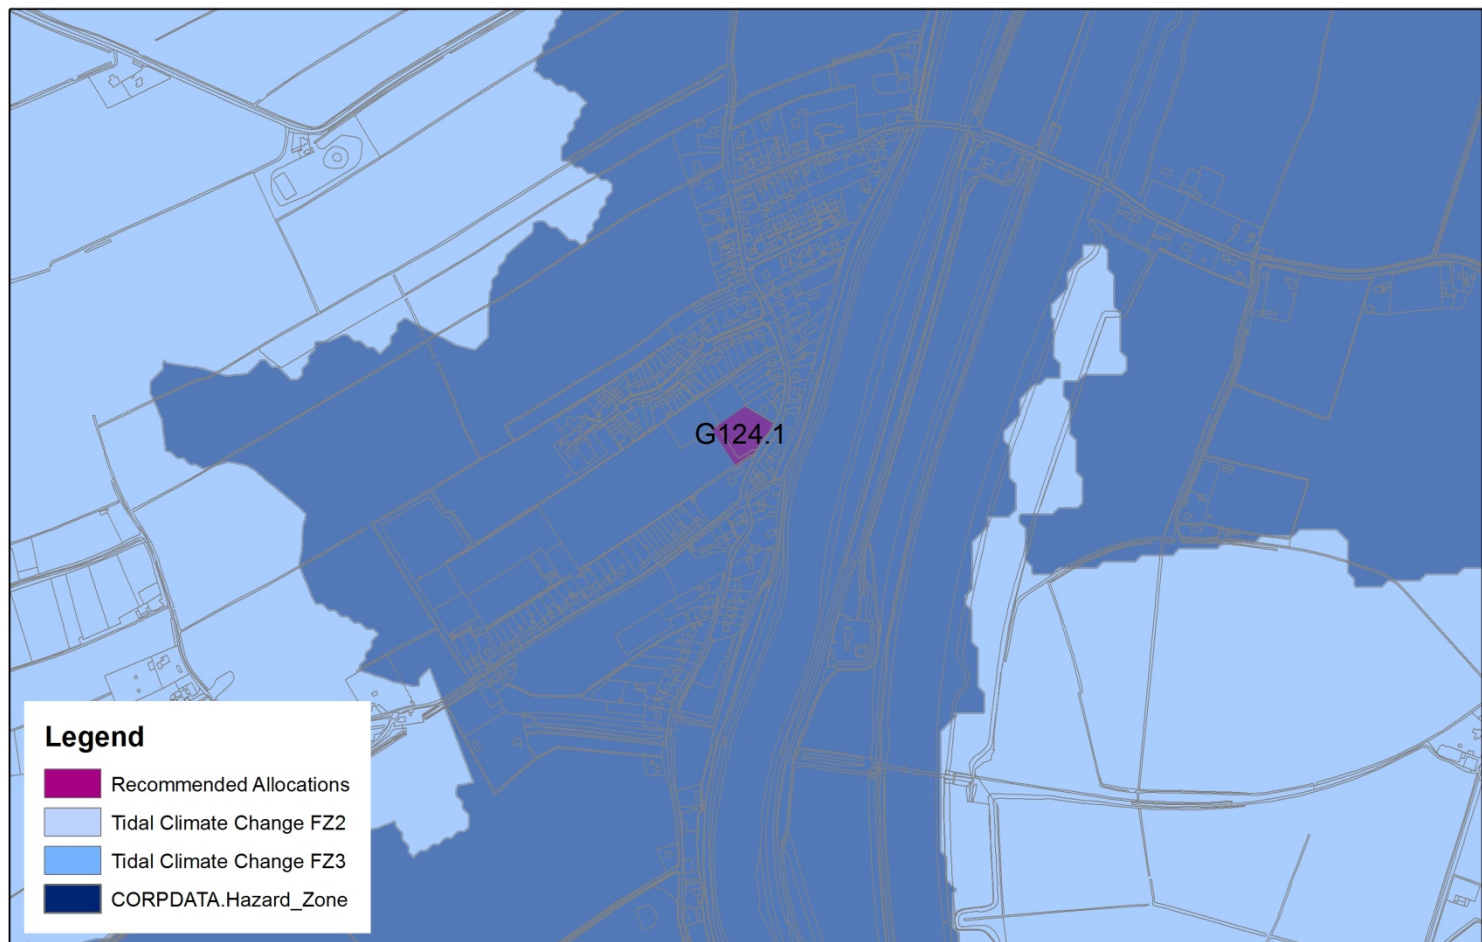 G124.1
Legend
Recommended Allocations
Tidal Climate Change FZ2
Tidal Climate Change FZ3
CORPDATA.Hazard_Zone